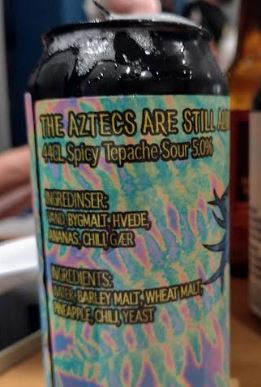 THE AZTECS ARE STILL
44CL Spicy Tepache Sour 5.0%
INGREDINSER:
VAND, BYGMALT, HVEDE,
ANANAS, CHILI, GÆR
INGREDIENTS:
WATER, BARLEY MALT, WHEAT MALT,
PINEAPPLE, CHILI, YEAST